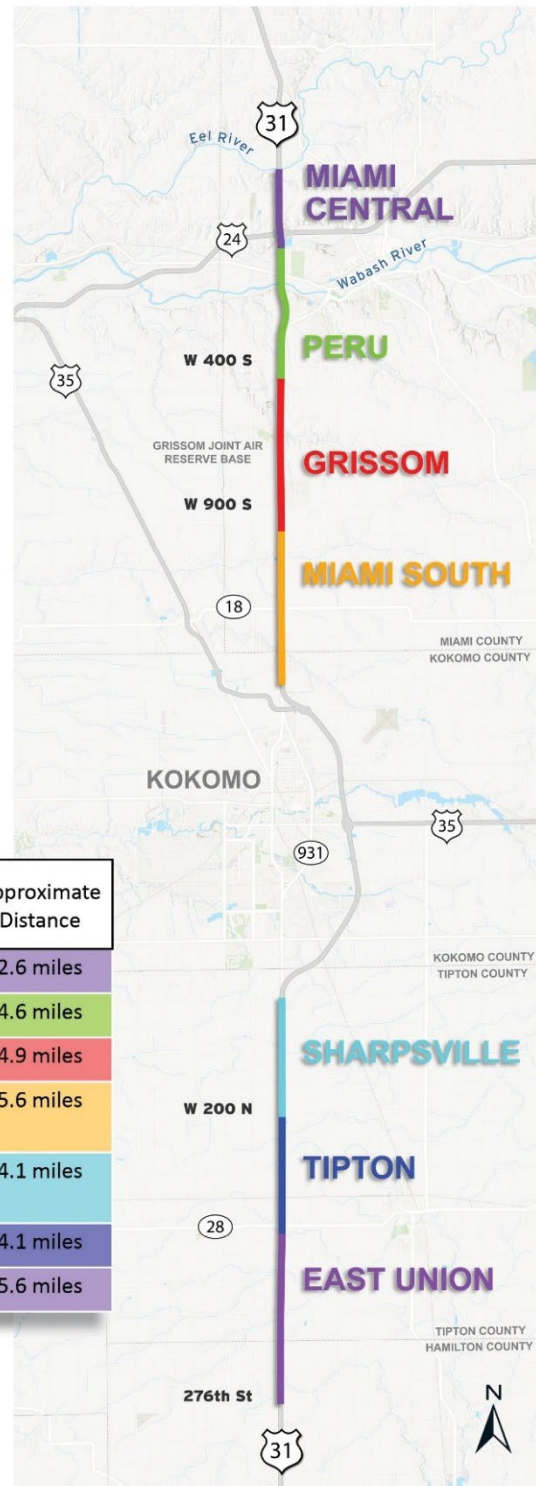 31
Eel River
MIAMI
CENTRAL
24
Wabash River
W 400 S
PERU
35
GRISSOM JOINT AIR
RESERVE BASE
GRISSOM
W 900 S
MIAMI SOUTH
18
MIAMI COUNTY
KOKOMO COUNTY
KOKOMO
35
931
pproximate
Distance
2.6 miles
4.6 miles
4.9 miles
5.6 miles
4.1 miles
4.1 miles
5.6 miles
KOKOMO COUNTY
TIPTON COUNTY
SHARPSVILLE
W 200 N
TIPTON
28
EAST UNION
TIPTON COUNTY
HAMILTON COUNTY
276th St
N
31